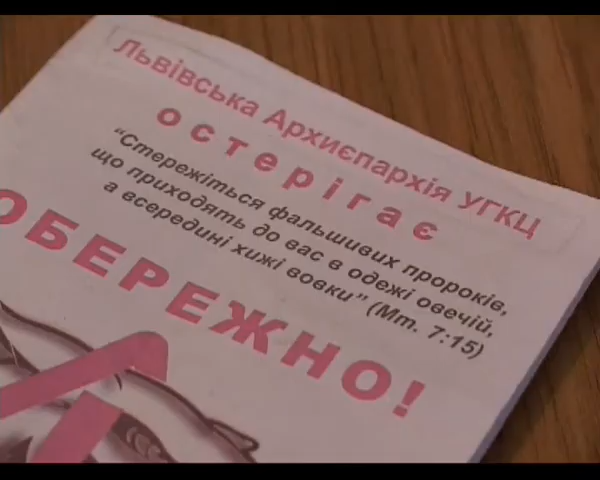 Львівська Архиєпархія УГКЦ
остерігає
“Стережіться фальшивих пророків,
що приходять до вас в одежі овечій,
а всередині хижі вовки” (Мт. 7:15)
ОБЕРЕЖНО!